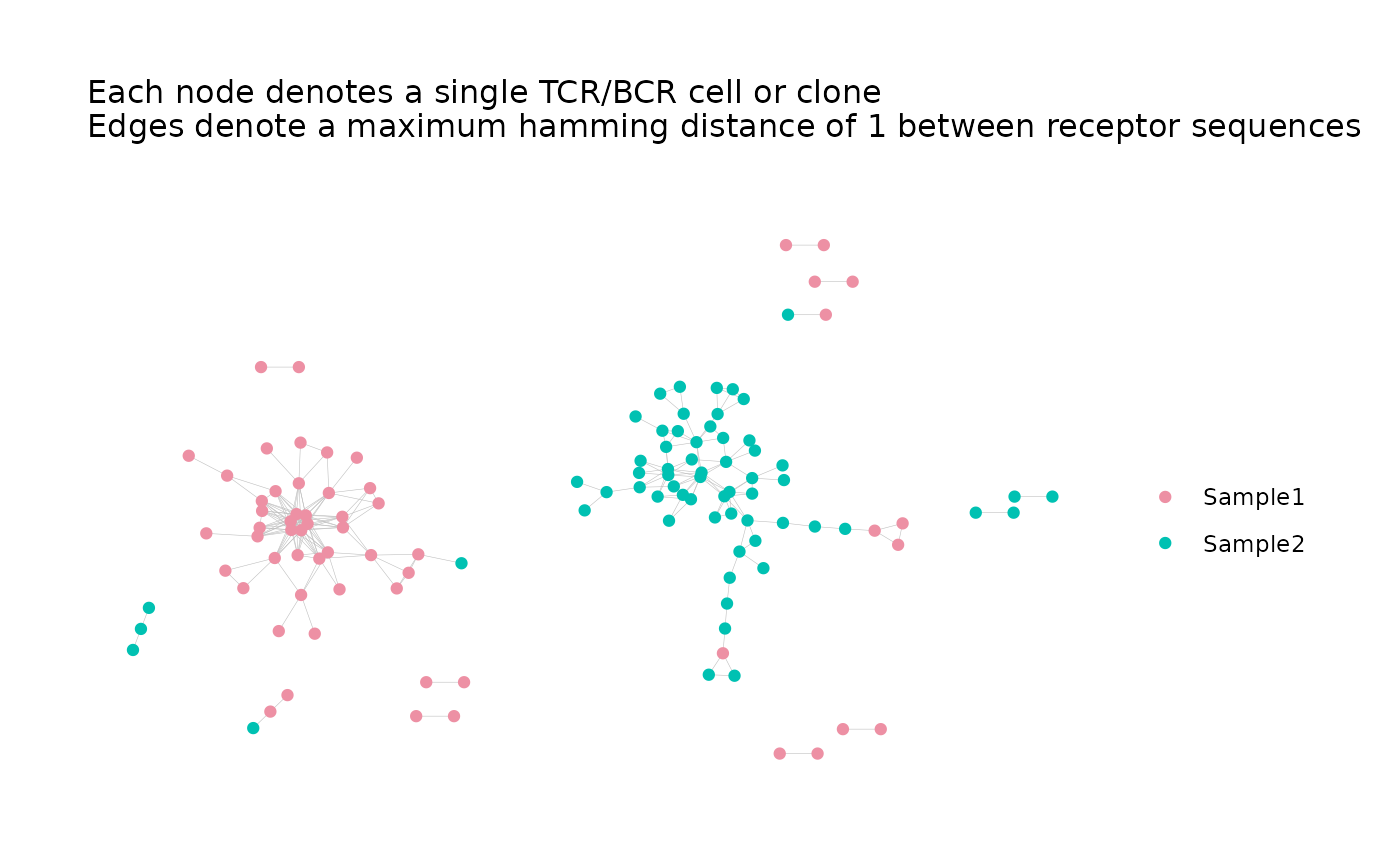 Each node denotes a single TCR/BCR cell or clone
Edges denote a maximum hamming distance of 1 between receptor sequences
Sample1
Sample2